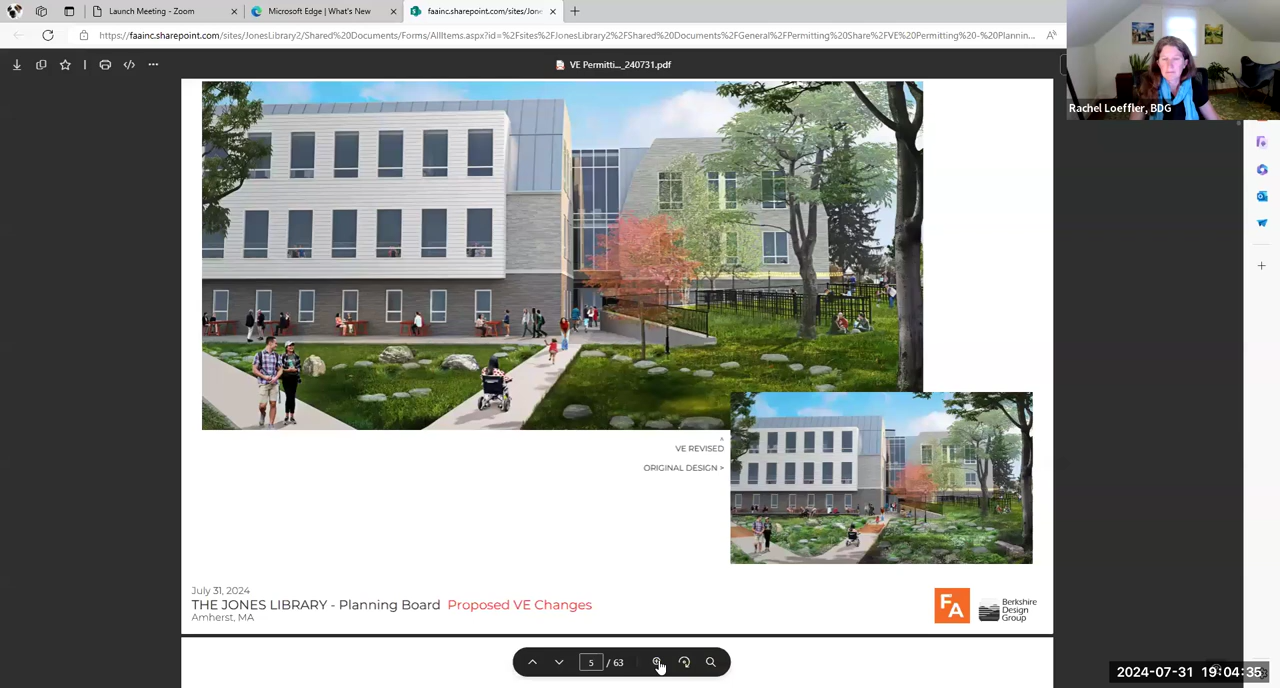 Launch Meeting - Zoom
Microsoft Edge | What's New
faainc.sharepoint.com/sites/Jone
https://faainc.sharepoint.com/sites/JonesLibrary2/Shared%20Documents/Forms/AllItems.aspx?id=%2Fsites%2FJonesLibrary2%2FShared%20Documents%2FGeneral%2FPermitting%20Share%2FVE%20Permitting%20-%20Plannin...
VE Permitti..._240731.pdf
Rachel Loeffler, BDG
VE REVISED
ORIGINAL DESIGN >
July 31, 2024
THE JONES LIBRARY - Planning Board Proposed VE Changes
Amherst, MA
FA
Berkshire
Design
Group
5 / 63
2024-07-31 19:04:35